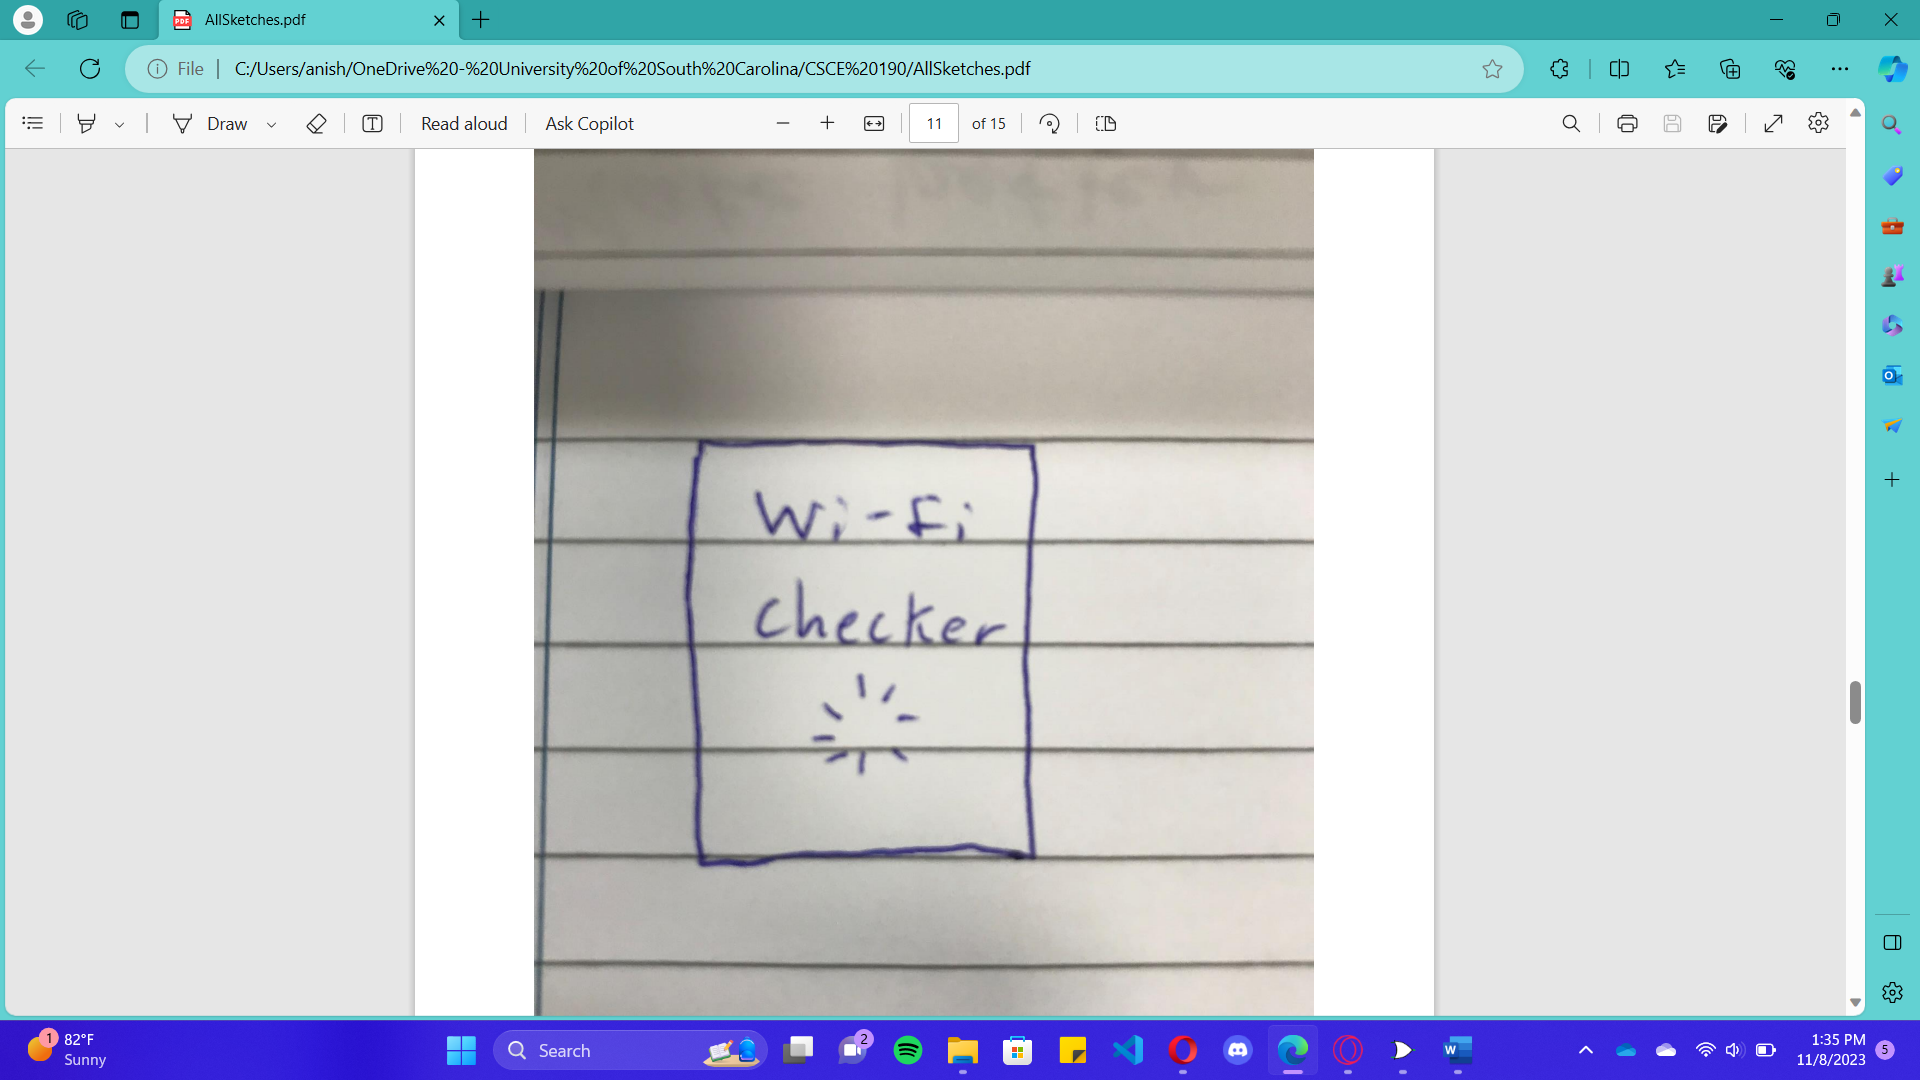 AllSketches.pdf
File
C:/Users/anish/OneDrive%20-%20University%20of%20South%20Carolina/CSCE%20190/AllSketches.pdf
Draw
Read aloud
Ask Copilot
11
of 15
Wi-Fi
Checker
1
82°F
Sunny
Search
2
1:35 PM
11/8/2023
5